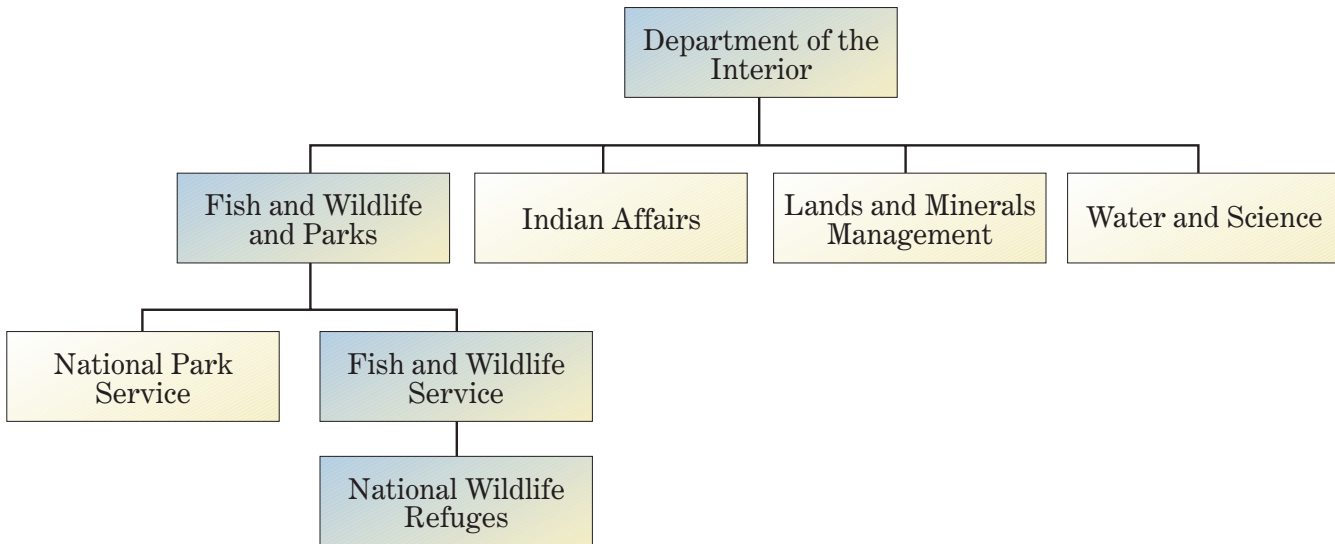 Department of the
Interior
Fish and Wildlife
and Parks
Indian Affairs
Lands and Minerals
Management
Water and Science
National Park
Service
Fish and Wildlife
Service
National Wildlife
Refuges